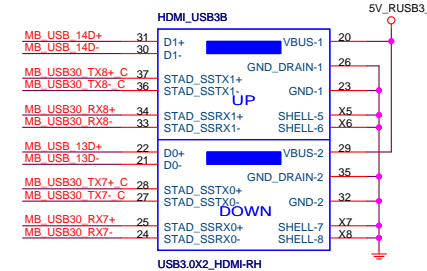 5V_RUSB3_
HDMI_USB3B
MB_USB_14D+ 31 D1+ VBUS-1 20
MB_USB_14D- 30 D1-
GND_DRAIN-1 26
MB_USB30_TX8+_C 37 STAD_SSTX1+
MB_USB30_TX8-_C 36 STAD_SSTX1- GND-1 23
UP
MB_USB30_RX8+ 34 STAD_SSRX1+ SHELL-5 X5
MB_USB30_RX8- 33 STAD_SSRX1- SHELL-6 X6
MB_USB_13D+ 22 D0+ VBUS-2 29
MB_USB_13D- 21 D0-
GND_DRAIN-2 35
MB_USB30_TX7+_C 28 STAD_SSTX0+
MB_USB30_TX7-_C 27 STAD_SSTX0- GND-2 32
DOWN
MB_USB30_RX7+ 25 STAD_SSRX0+ SHELL-7 X7
MB_USB30_RX7- 24 STAD_SSRX0- SHELL-8 X8
USB3.0X2_HDMI-RH